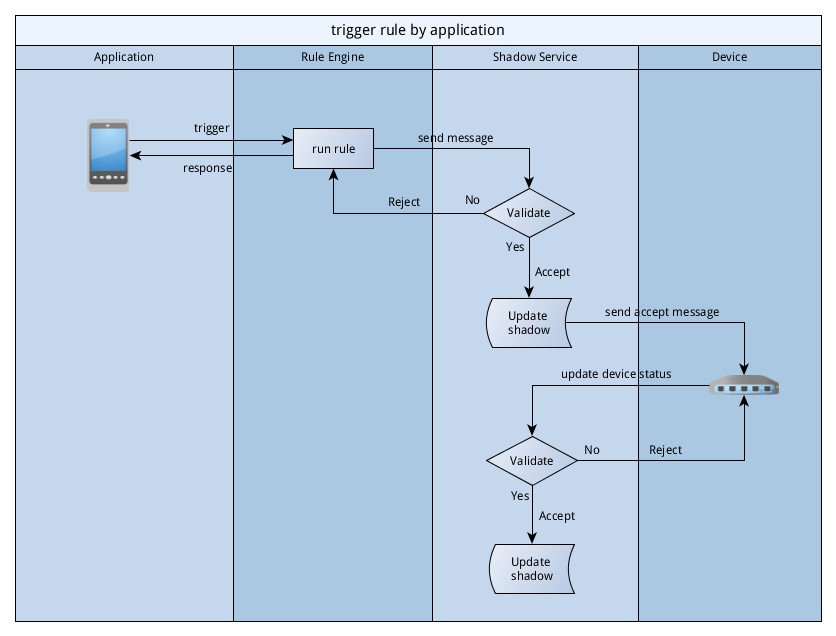 trigger rule by application
Application
Rule Engine
Shadow Service
Device
trigger
response
run rule
send message
Reject
No
Validate
Yes
Accept
Update
shadow
send accept message
update device status
Validate
No
Reject
Yes
Accept
Update
shadow